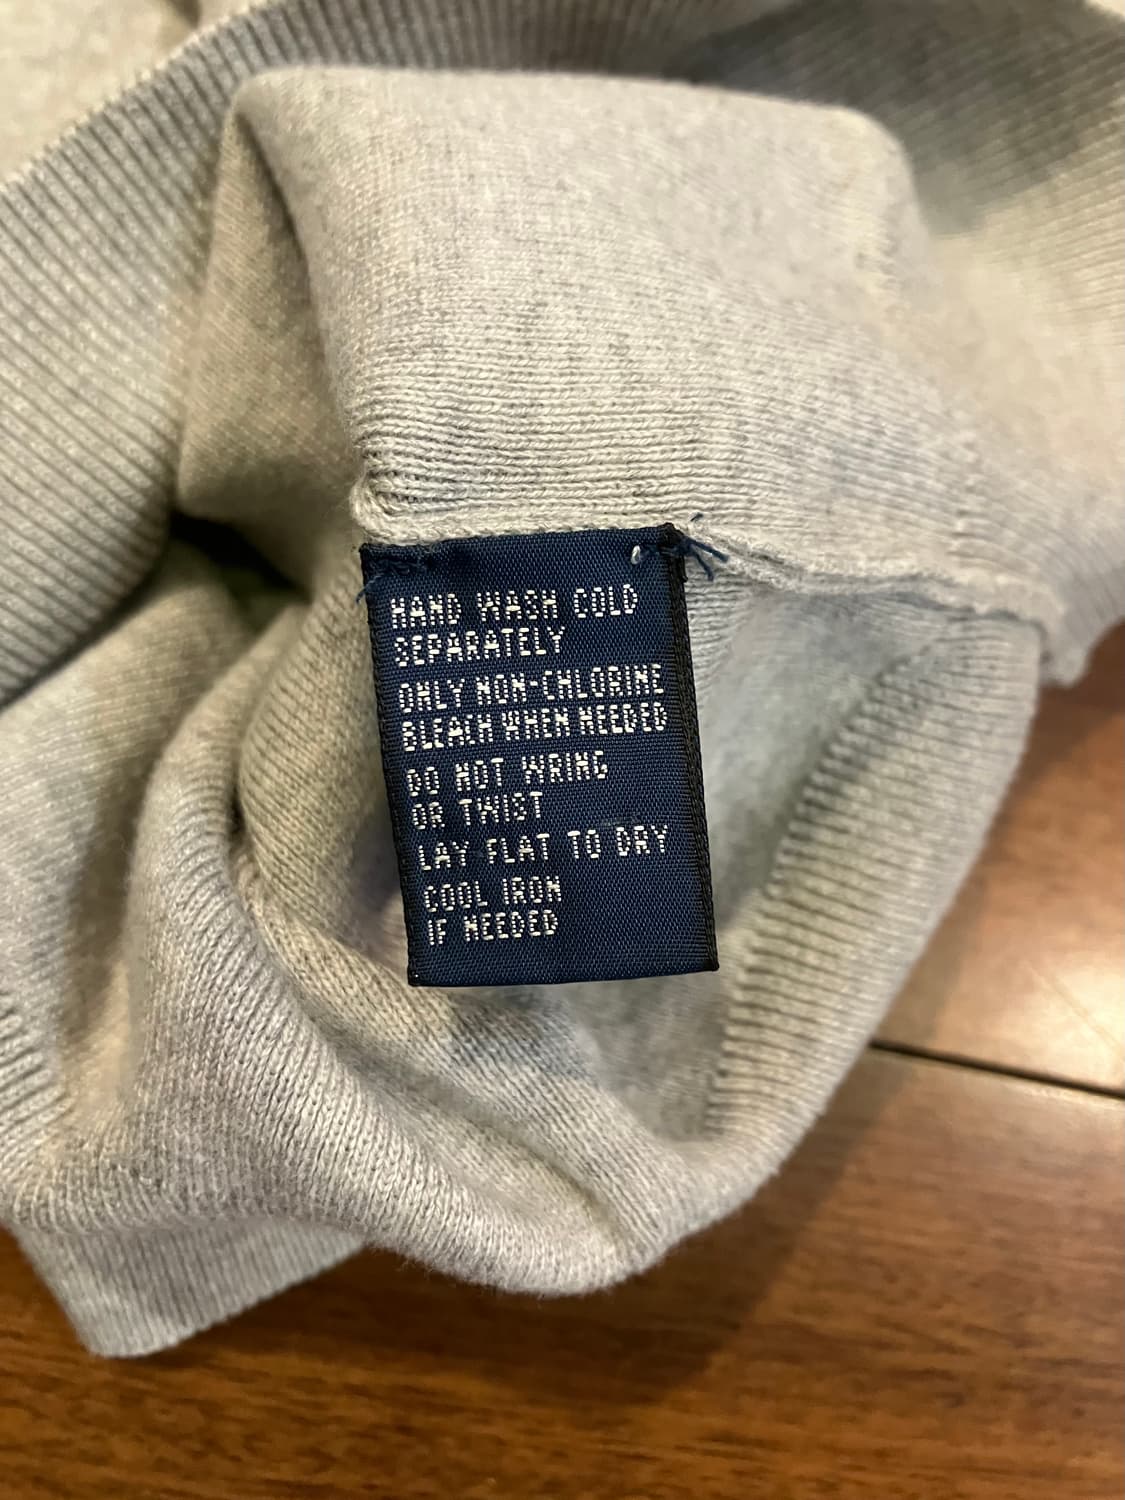 HAND WASH COLD
SEPARATELY
ONLY NON-CHLORINE
BLEACH WHEN NEEDED
DO NOT WRING
OR TWIST
LAY FLAT TO DRY
COOL IRON
IF NEEDED